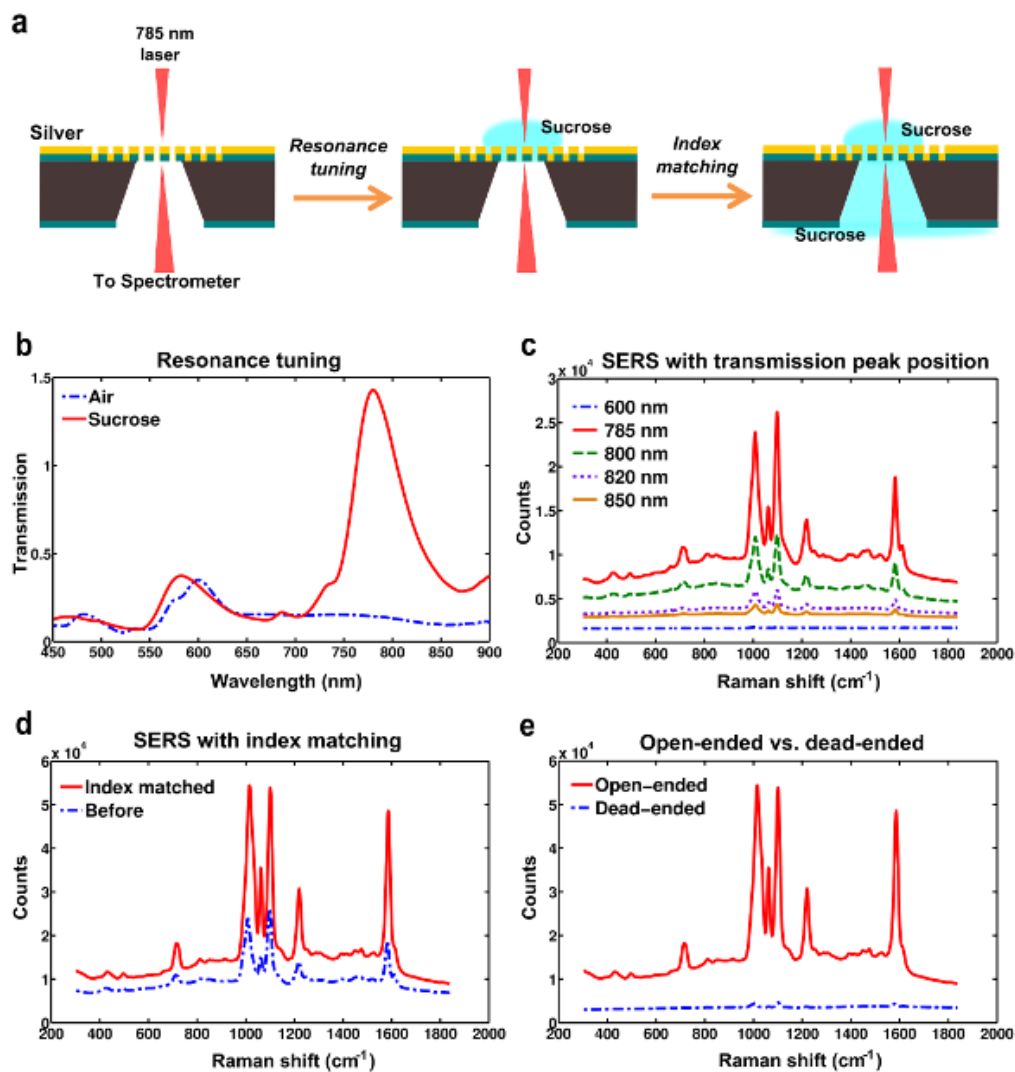 a
785 nm
laser
Silver
Resonance
tuning
Sucrose
Index
matching
Sucrose
Sucrose
To Spectrometer
b
Resonance tuning
Air
Sucrose
Transmission
1.5
1
0.5
0
450 500 550 600 650 700 750 800 850 900
Wavelength (nm)
c
SERS with transmission peak position
x 10⁴
600 nm
785 nm
800 nm
820 nm
850 nm
Counts
3
2.5
2
1.5
1
0.5
0
200 400 600 800 1000 1200 1400 1600 1800 2000
Raman shift (cm⁻¹)
d
SERS with index matching
x 10⁴
Index matched
Before
Counts
6
5
4
3
2
1
0
200 400 600 800 1000 1200 1400 1600 1800 2000
Raman shift (cm⁻¹)
e
Open-ended vs. dead-ended
x 10⁴
Open-ended
Dead-ended
Counts
6
5
4
3
2
1
0
200 400 600 800 1000 1200 1400 1600 1800 2000
Raman shift (cm⁻¹)